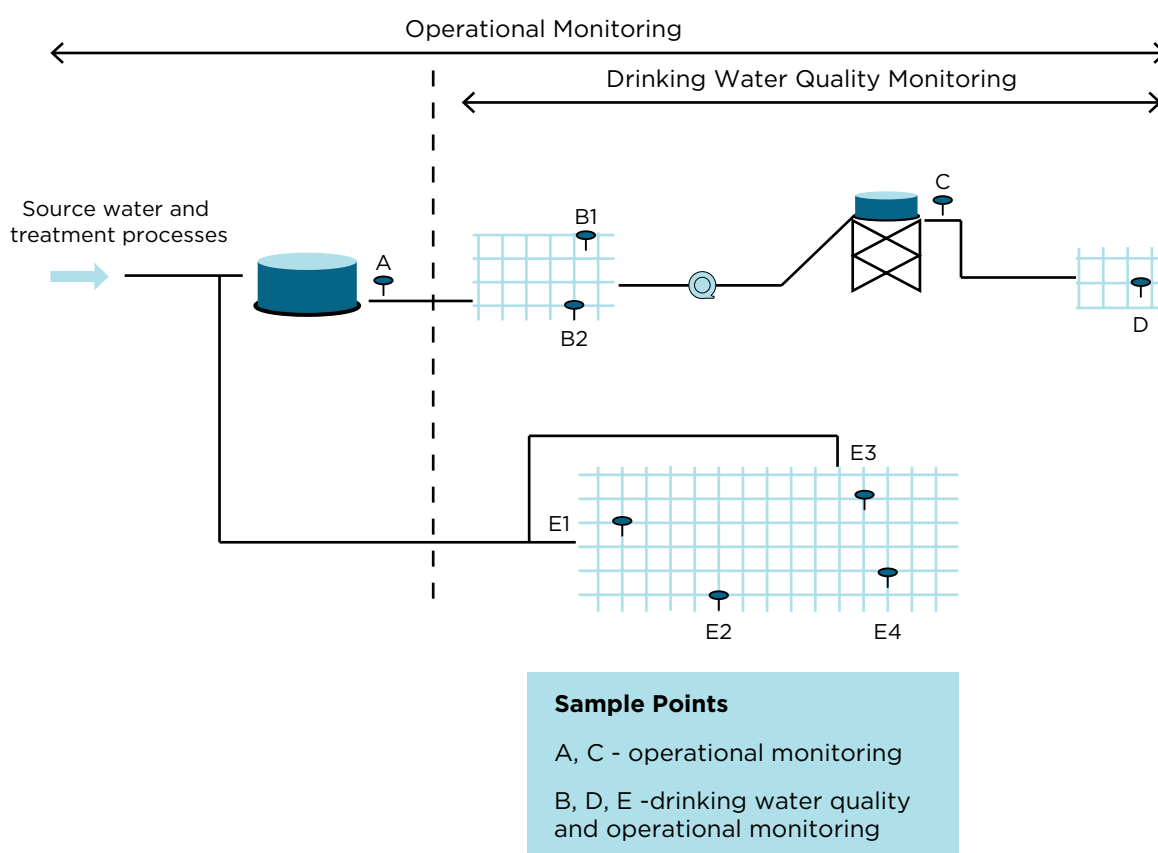 Operational Monitoring
Drinking Water Quality Monitoring
Source water and
treatment processes
A
B1
B2
C
D
E1
E2
E3
E4
Sample Points
A, C - operational monitoring
B, D, E -drinking water quality
and operational monitoring